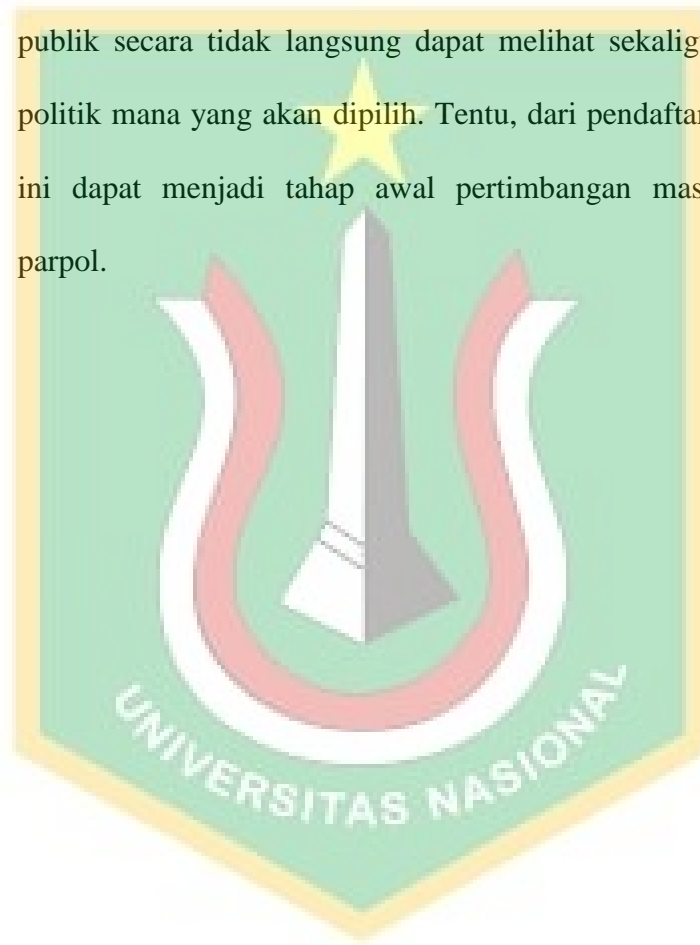 publik secara tidak langsung dapat melihat sekalig
politik mana yang akan dipilih. Tentu, dari pendaftar
ini dapat menjadi tahap awal pertimbangan mas
parpol.
UNIVERSITAS NASIONAL